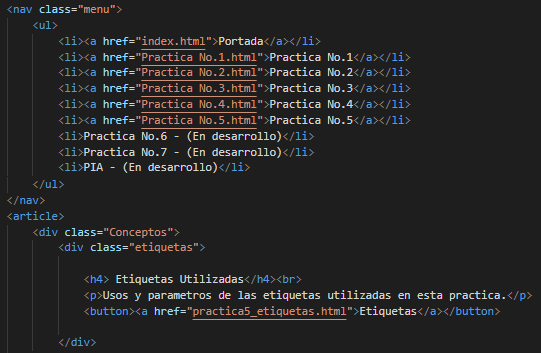 <nav class="menu">
<ul>
<li><a href="index.html">Portada</a></li>
<li><a href="Practica No.1.html">Practica No.1</a></li>
<li><a href="Practica No.2.html">Practica No.2</a></li>
<li><a href="Practica No.3.html">Practica No.3</a></li>
<li><a href="Practica No.4.html">Practica No.4</a></li>
<li><a href="Practica No.5.html">Practica No.5</a></li>
<li>Practica No.6 - (En desarrollo)</li>
<li>Practica No.7 - (En desarrollo)</li>
<li>PIA - (En desarrollo)</li>
</ul>
</nav>
<article>
<div class="Conceptos">
<div class="etiquetas">
<h4> Etiquetas Utilizadas</h4><br>
<p>Usos y parametros de las etiquetas utilizadas en esta practica.</p>
<button><a href="practica5_etiquetas.html">Etiquetas</a></button>
</div>